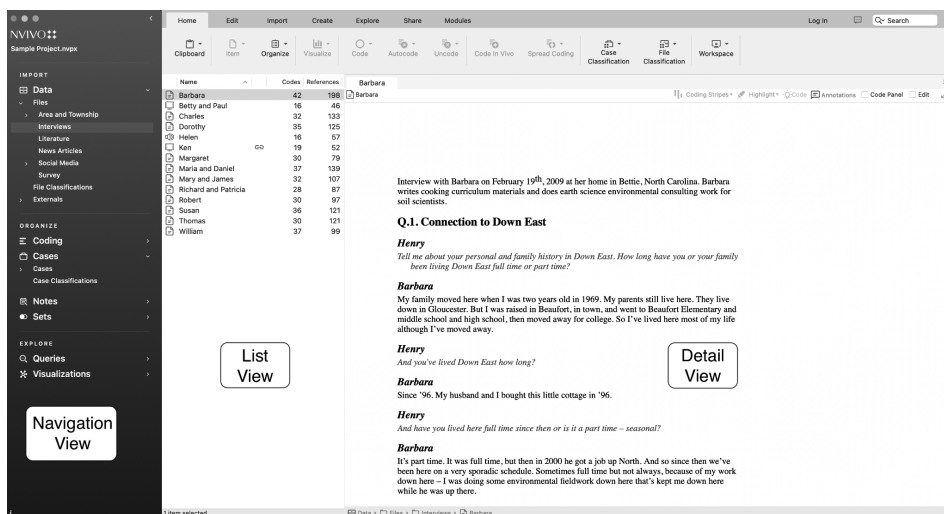 Home Edit Import Create Explore Share Modules Log In Search
NVIVO
Sample Project.nvpx
Clipboard Item Organize Visualize Code Autocode Uncode Code In Vivo Spread Coding Case Classification File Classification Workspace
IMPORT
Data
Files
Area and Township
Interviews
Literature
News Articles
Social Media
Survey
File Classifications
Externals
ORGANIZE
Coding
Cases
Cases
Case Classifications
Notes
Sets
EXPLORE
Queries
Visualizations
Navigation
View
Name Codes References
Barbara 42 198
Betty and Paul 16 46
Charles 32 133
Dorothy 35 125
Helen 16 57
Ken 19 52
Margaret 30 79
Maria and Daniel 37 139
Mary and James 32 107
Richard and Patricia 28 87
Robert 30 97
Susan 36 121
Thomas 30 121
William 37 99
List
View
1 item selected
Barbara
Barbara Coding Stripes Highlight Code Annotations Code Panel Edit
Interview with Barbara on February 19th, 2009 at her home in Bettie, North Carolina. Barbara
writes cooking curriculum materials and does earth science environmental consulting work for
soil scientists.
Q.1. Connection to Down East
Henry
Tell me about your personal and family history in Down East. How long have you or your family
been living Down East full time or part time?
Barbara
My family moved here when I was two years old in 1969. My parents still live here. They live
down in Gloucester. But I was raised in Beaufort, in town, and went to Beaufort Elementary and
middle school and high school, then moved away for college. So I've lived here most of my life
although I've moved away.
Henry
And you've lived Down East how long?
Barbara
Since '96. My husband and I bought this little cottage in '96.
Henry
And have you lived here full time since then or is it a part time – seasonal?
Barbara
It's part time. It was full time, but then in 2000 he got a job up North. And so since then we've
been here on a very sporadic schedule. Sometimes full time but not always, because of my work
down here – I was doing some environmental fieldwork down here that's kept me down here
while he was up there.
Detail
View
Data > Files > Interviews > Barbara